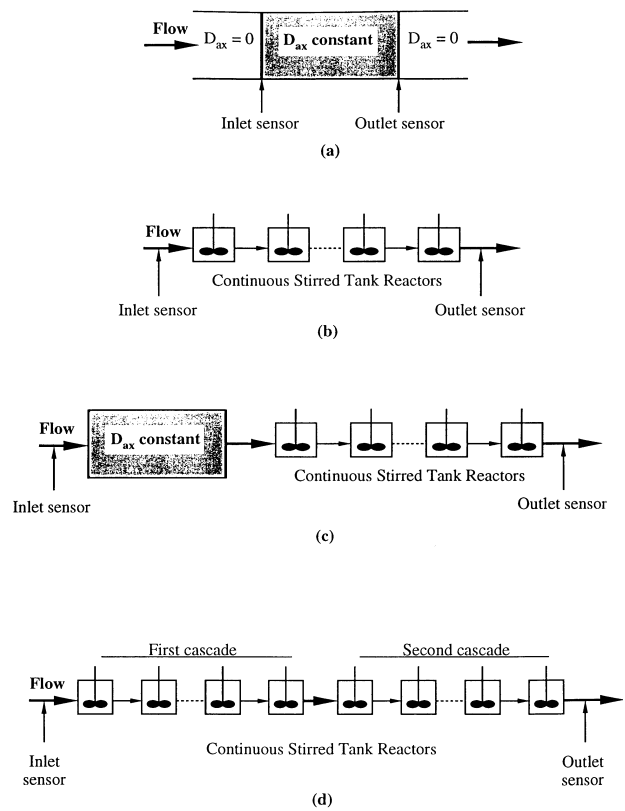 Flow
D_ax = 0
D_ax constant
D_ax = 0
Inlet sensor
Outlet sensor
(a)
Flow
Continuous Stirred Tank Reactors
Inlet sensor
Outlet sensor
(b)
Flow
D_ax constant
Continuous Stirred Tank Reactors
Inlet sensor
Outlet sensor
(c)
First cascade
Second cascade
Flow
Continuous Stirred Tank Reactors
Inlet
sensor
Outlet
sensor
(d)